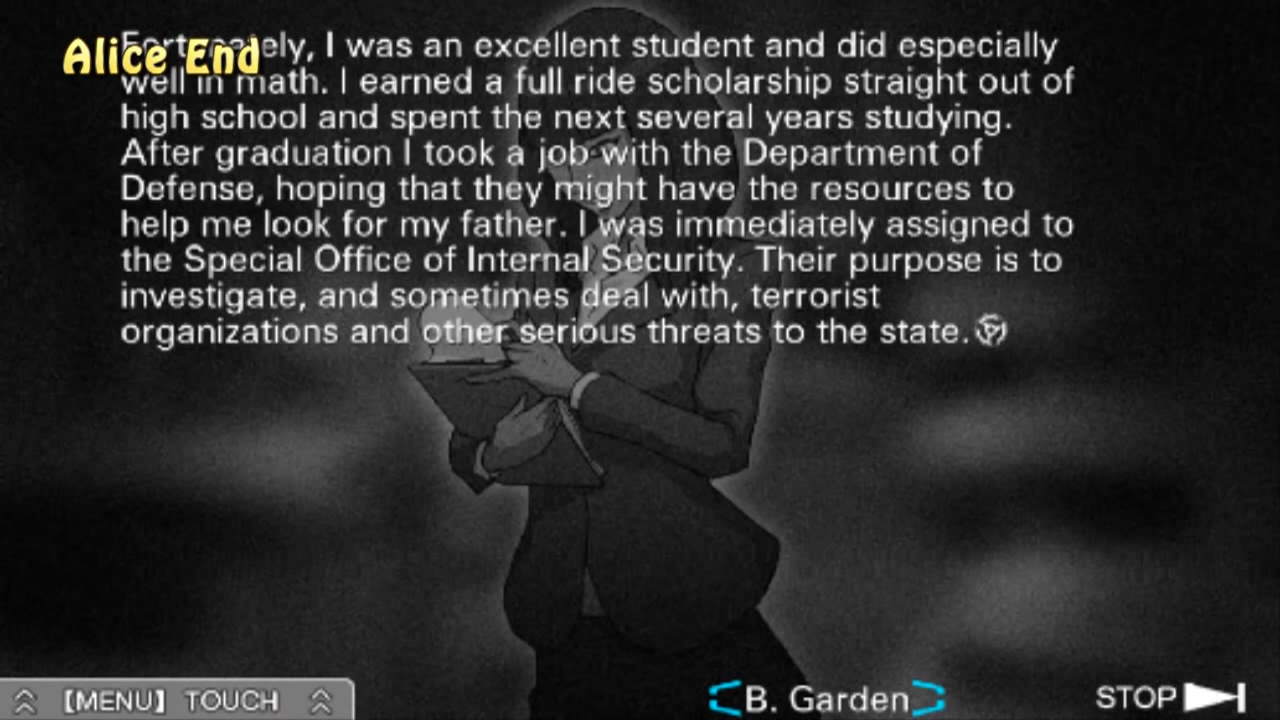 Alice End
Fortunately, I was an excellent student and did especially
well in math. I earned a full ride scholarship straight out of
high school and spent the next several years studying.
After graduation I took a job with the Department of
Defense, hoping that they might have the resources to
help me look for my father. I was immediately assigned to
the Special Office of Internal Security. Their purpose is to
investigate, and sometimes deal with, terrorist
organizations and other serious threats to the state.
[MENU] TOUCH
B. Garden
STOP